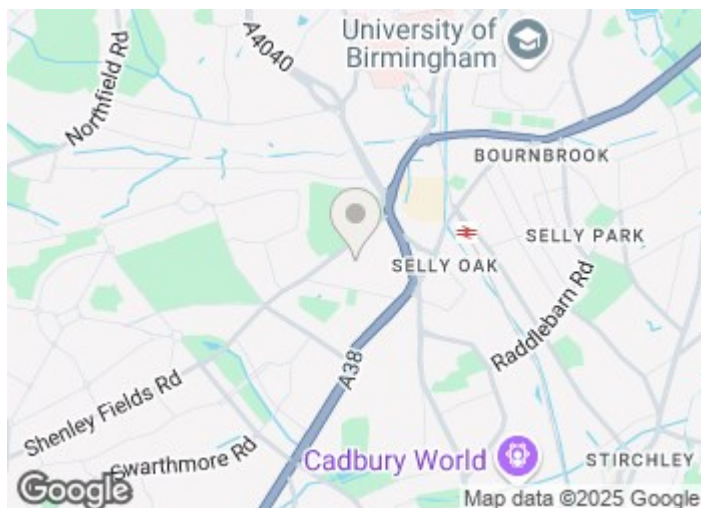 University of
Birmingham
A4040
Northfield Rd
BOURNBROOK
SELLY PARK
SELLY OAK
Raddlebarn Rd
A38
Shenley Fields Rd
Swarthmore Rd
Cadbury World
STIRCHLEY
Google
Map data ©2025 Google